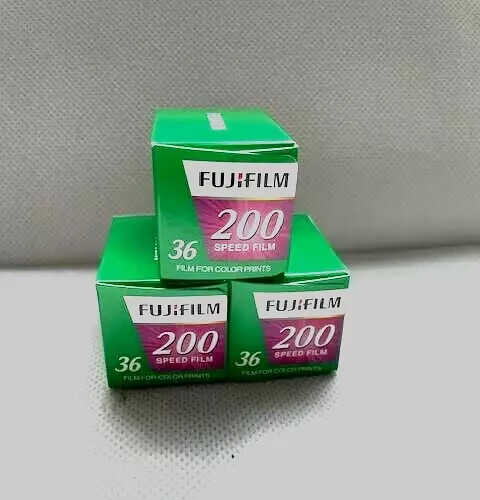 FUJIFILM
200
36
SPEED FILM
FILM FOR COLOR PRINTS
FUJIFILM
200
36
SPEED FILM
FILM FOR COLOR PRINTS
FUJIFILM
200
36
SPEED FILM
FILM FOR COLOR PRINTS